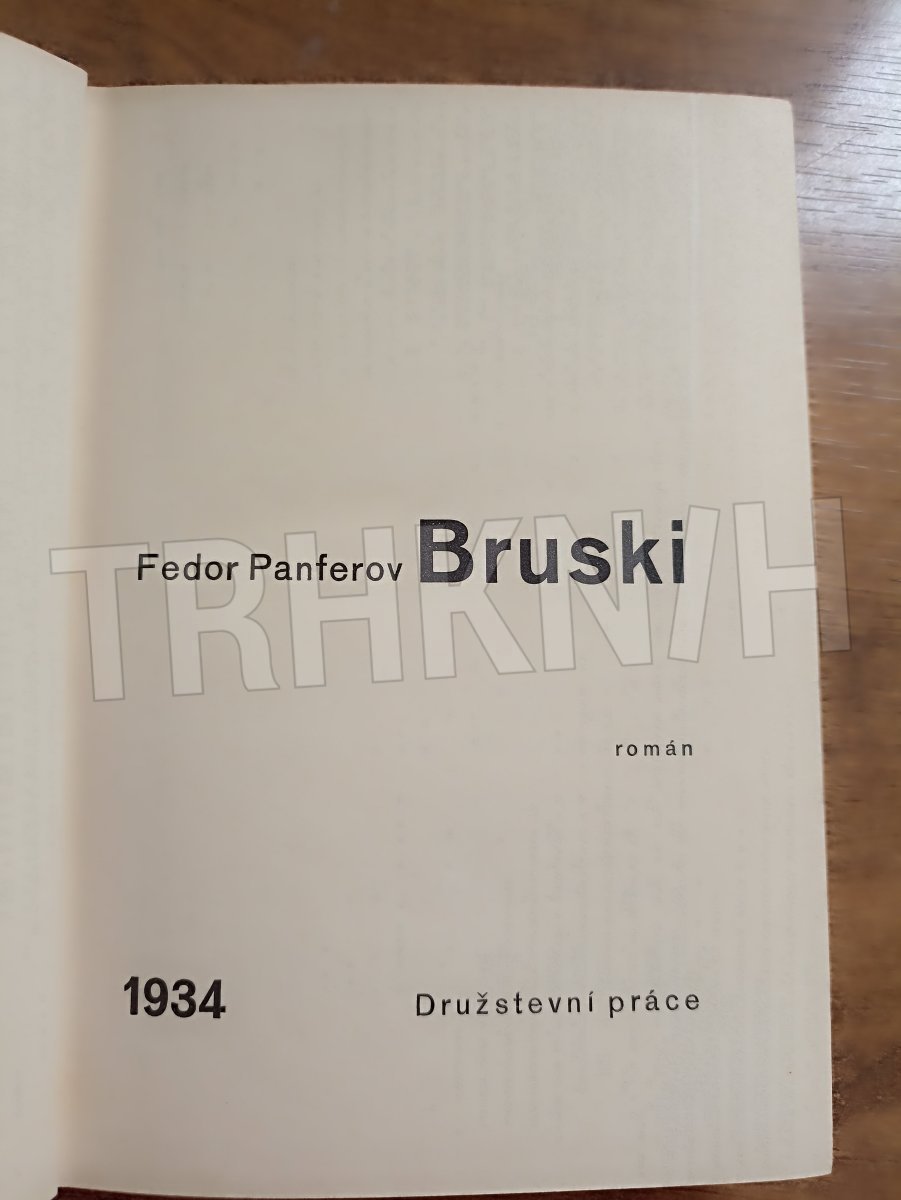 Fedor Panferov Bruski
TRHKNIH
román
1934 Družstevní práce